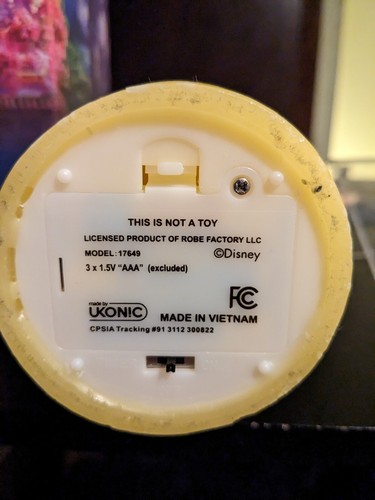 THIS IS NOT A TOY
LICENSED PRODUCT OF ROBE FACTORY LLC
MODEL: 17649 ©Disney
3 x 1.5V "AAA" (excluded)
FC
made by
UKONIC
MADE IN VIETNAM
CPSIA Tracking #91 3112 300822